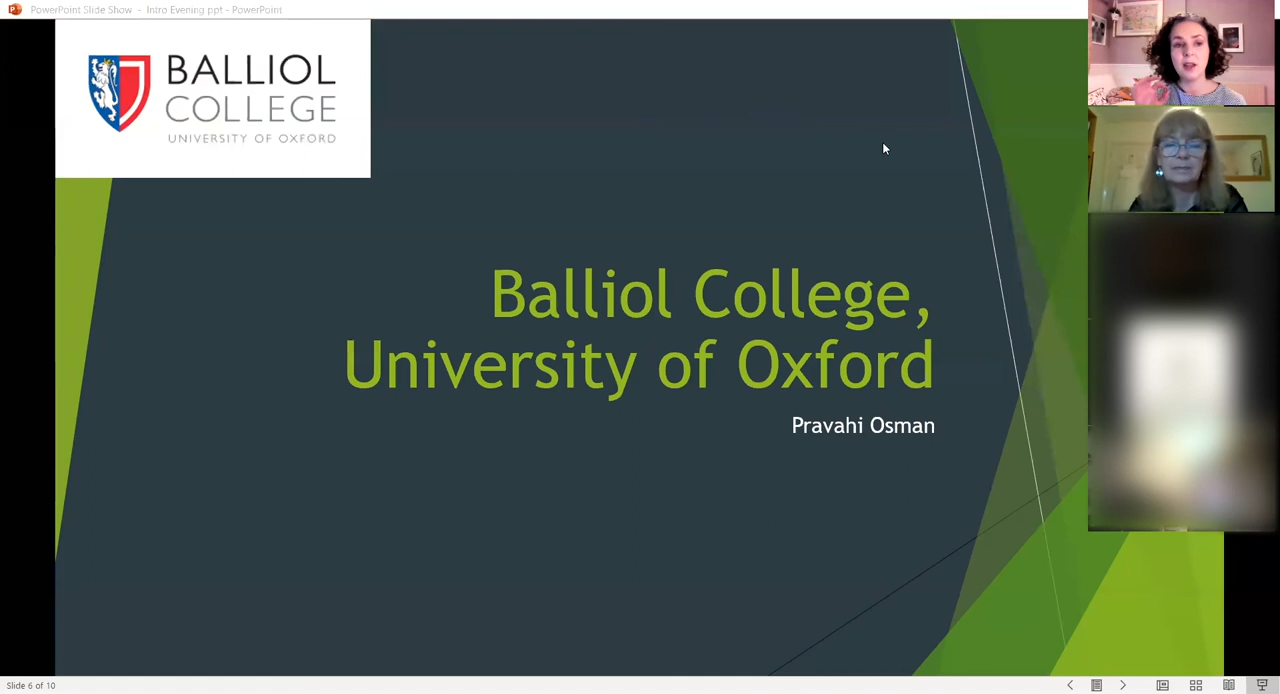 PowerPoint Slide Show - Intro Evening ppt - PowerPoint
BALLIOL
COLLEGE
UNIVERSITY OF OXFORD
Balliol College,
University of Oxford
Pravahi Osman
Slide 6 of 10